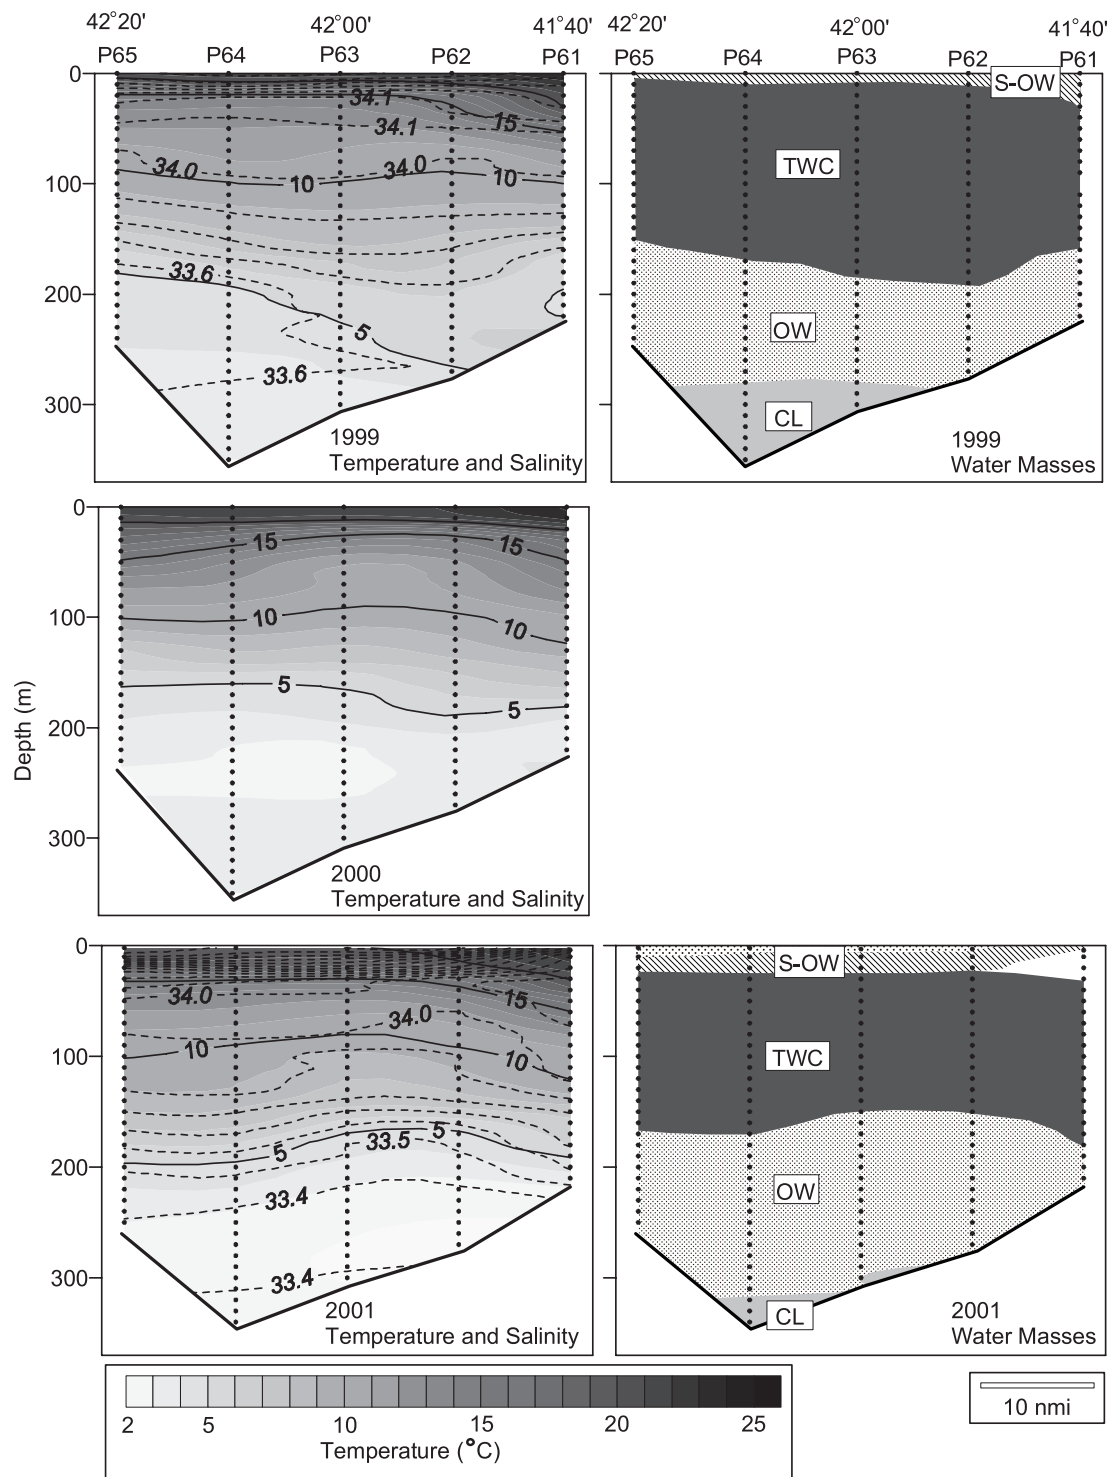 42°20' 42°00' 41°40' 42°20' 42°00' 41°40'
P65 P64 P63 P62 P61 P65 P64 P63 P62 P61
0
34.1
15
34.1
34.0 34.0
10 10
100
33.6
200
5
33.6
300
1999
Temperature and Salinity
S-OW
TWC
OW
CL
1999
Water Masses
0
15 15
100
10 10
5 5
200
300
2000
Temperature and Salinity
Depth (m)
0
34.0 15
34.0
10 10
100
5 33.5 5
200
33.4
300
33.4
2001
Temperature and Salinity
S-OW
TWC
OW
CL
2001
Water Masses
2 5 10 15 20 25
Temperature (°C)
10 nmi